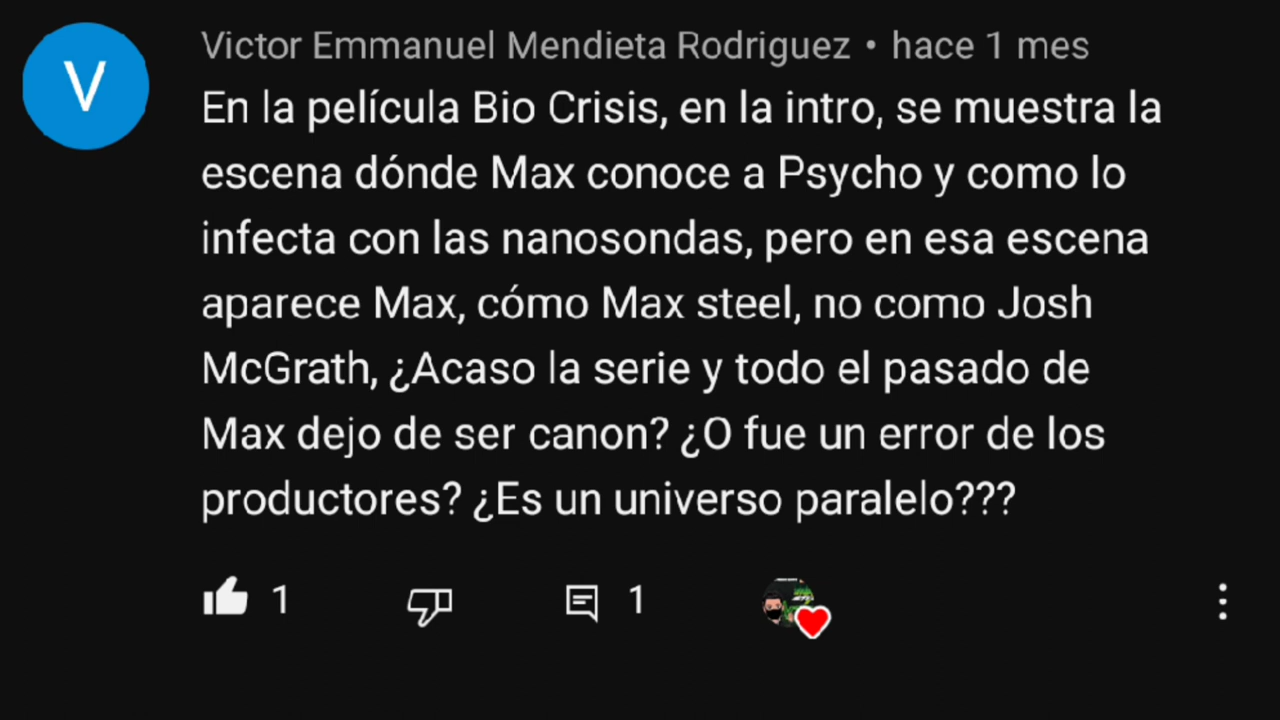 V
Victor Emmanuel Mendieta Rodriguez • hace 1 mes
En la película Bio Crisis, en la intro, se muestra la
escena dónde Max conoce a Psycho y como lo
infecta con las nanosondas, pero en esa escena
aparece Max, cómo Max steel, no como Josh
McGrath, ¿Acaso la serie y todo el pasado de
Max dejo de ser canon? ¿O fue un error de los
productores? ¿Es un universo paralelo???
1
1